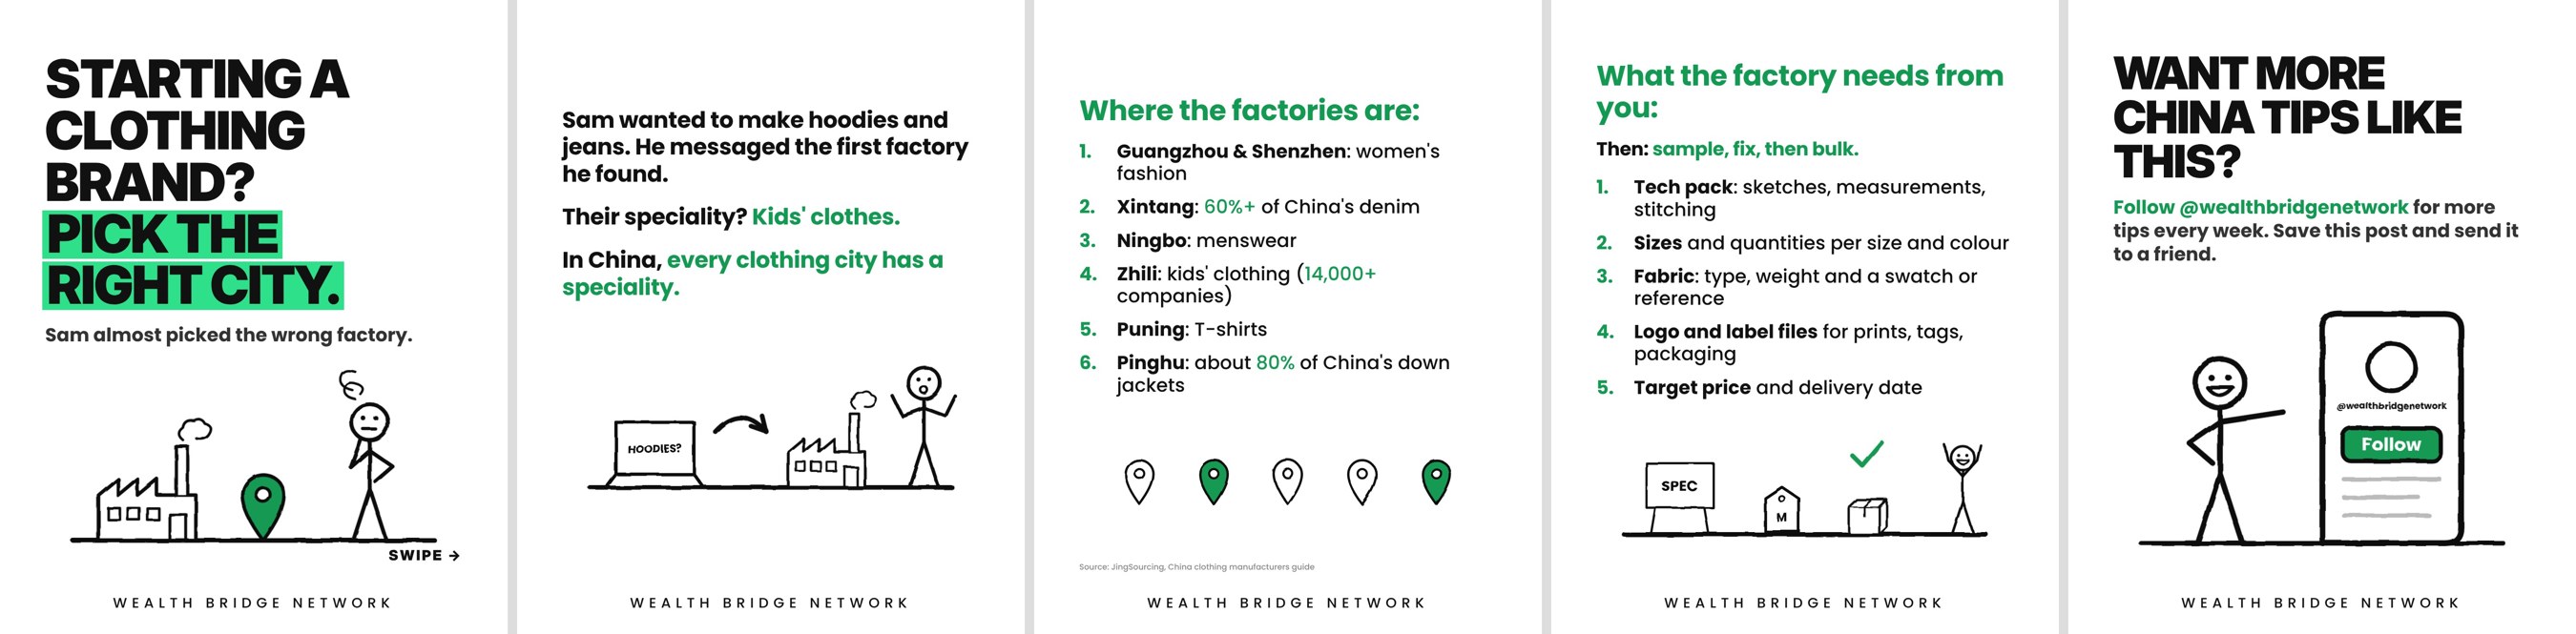 STARTING A
CLOTHING
BRAND?
PICK THE
RIGHT CITY.
Sam almost picked the wrong factory.
SWIPE →
WEALTH BRIDGE NETWORK
Sam wanted to make hoodies and
jeans. He messaged the first factory
he found.
Their speciality? Kids' clothes.
In China, every clothing city has a
speciality.
HOODIES?
WEALTH BRIDGE NETWORK
Where the factories are:
1. Guangzhou & Shenzhen: women's
fashion
2. Xintang: 60%+ of China's denim
3. Ningbo: menswear
4. Zhili: kids' clothing (14,000+
companies)
5. Puning: T-shirts
6. Pinghu: about 80% of China's down
jackets
Source: JingSourcing, China clothing manufacturers guide
WEALTH BRIDGE NETWORK
What the factory needs from
you:
Then: sample, fix, then bulk.
1. Tech pack: sketches, measurements,
stitching
2. Sizes and quantities per size and colour
3. Fabric: type, weight and a swatch or
reference
4. Logo and label files for prints, tags,
packaging
5. Target price and delivery date
SPEC
M
WEALTH BRIDGE NETWORK
WANT MORE
CHINA TIPS LIKE
THIS?
Follow @wealthbridgenetwork for more
tips every week. Save this post and send it
to a friend.
@wealthbridgenetwork
Follow
WEALTH BRIDGE NETWORK